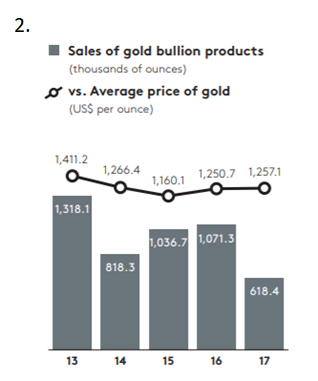 2.
Sales of gold bullion products
(thousands of ounces)
vs. Average price of gold
(US$ per ounce)
1,411.2 1,266.4 1,160.1 1,250.7 1,257.1
1,318.1 818.3 1,036.7 1,071.3 618.4
13 14 15 16 17